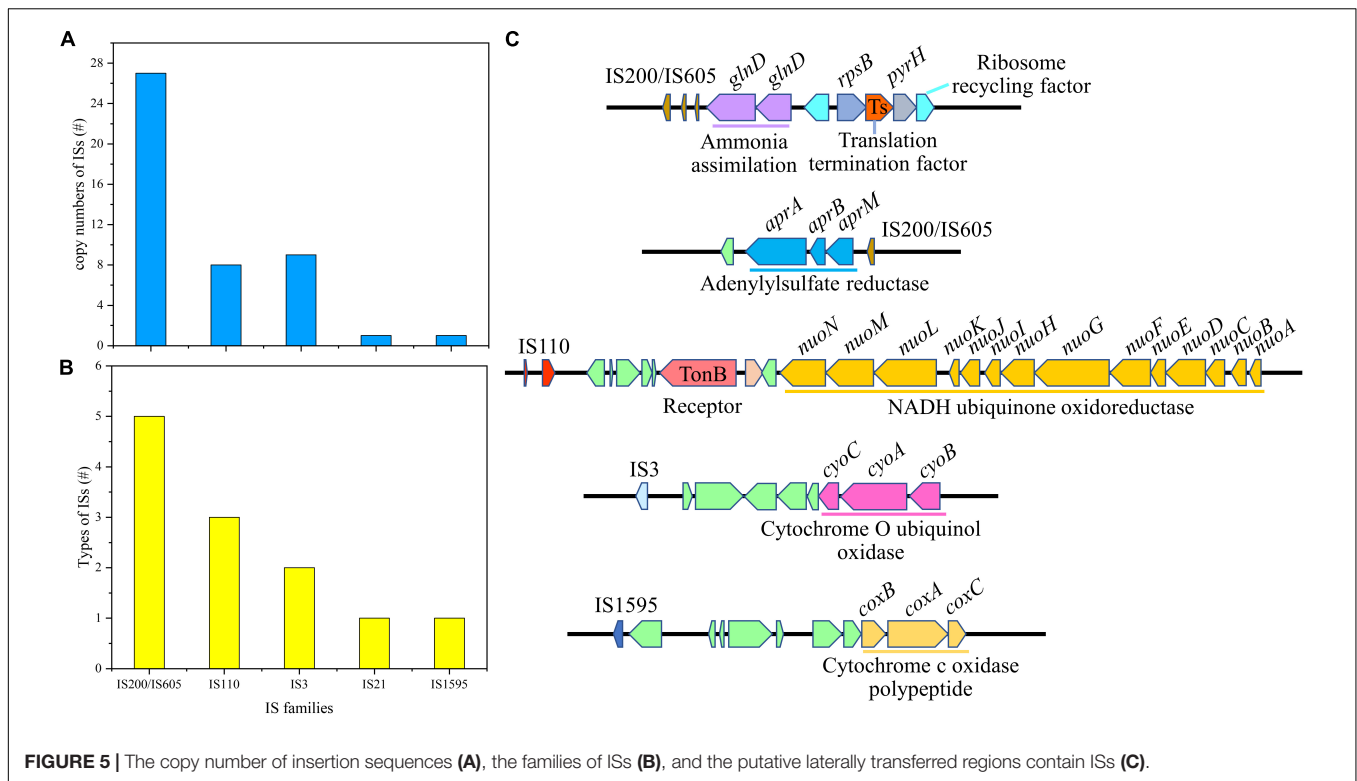 A
copy numbers of ISs (#)
28
24
20
16
12
8
4
0
B
Types of ISs (#)
6
5
4
3
2
1
0
IS200/IS605 IS110 IS3 IS21 IS1595
IS families
C
IS200/IS605 glnD glnD rpsB pyrH Ribosome
recycling factor
Ts
Ammonia
assimilation
Translation
termination factor
aprA aprB aprM IS200/IS605
Adenylylsulfate reductase
IS110 nuoN nuoM nuoL nuoK nuoJ nuoI nuoH nuoG nuoF nuoE nuoD nuoC nuoB nuoA
TonB
Receptor
NADH ubiquinone oxidoreductase
IS3 cyoC cyoA cyoB
Cytochrome O ubiquinol
oxidase
IS1595 coxB coxA coxC
Cytochrome c oxidase
polypeptide
FIGURE 5 | The copy number of insertion sequences (A), the families of ISs (B), and the putative laterally transferred regions contain ISs (C).